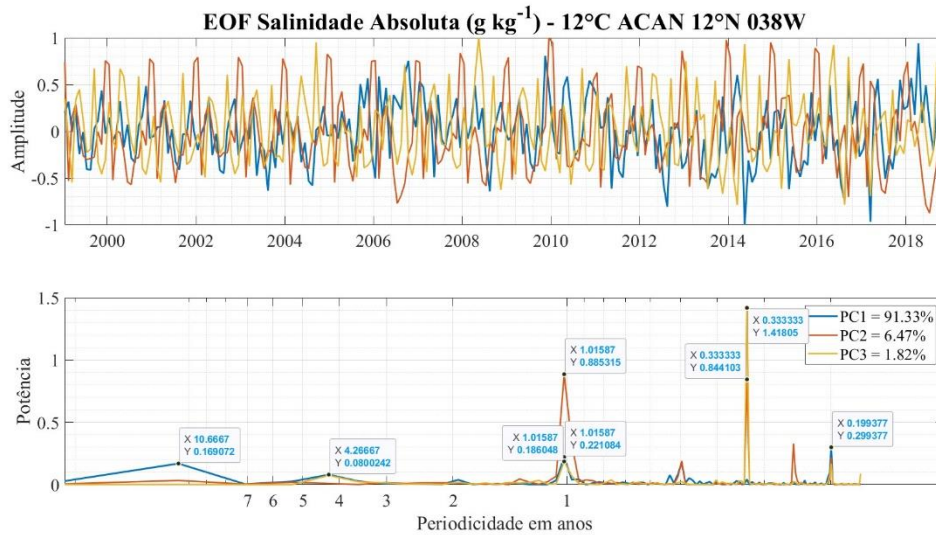 EOF Salinidade Absoluta (g kg⁻¹) - 12°C ACAN 12°N 038W
Amplitude
1
0.5
0
-0.5
-1
2000 2002 2004 2006 2008 2010 2012 2014 2016 2018
Potência
1.5
1
0.5
0
PC1 = 91.33%
PC2 = 6.47%
PC3 = 1.82%
X 0.333333
Y 1.41805
X 1.01587
Y 0.885315
X 0.333333
Y 0.844103
X 10.6667
Y 0.169072
X 4.26667
Y 0.0800242
X 1.01587
Y 0.186048
X 1.01587
Y 0.221084
X 0.199377
Y 0.299377
7 6 5 4 3 2 1
Periodicidade em anos